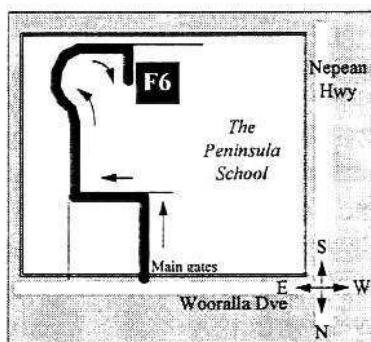 F6
Nepean
Hwy
The
Peninsula
School
Main gates
Wooralla Dve
S
E
W
N